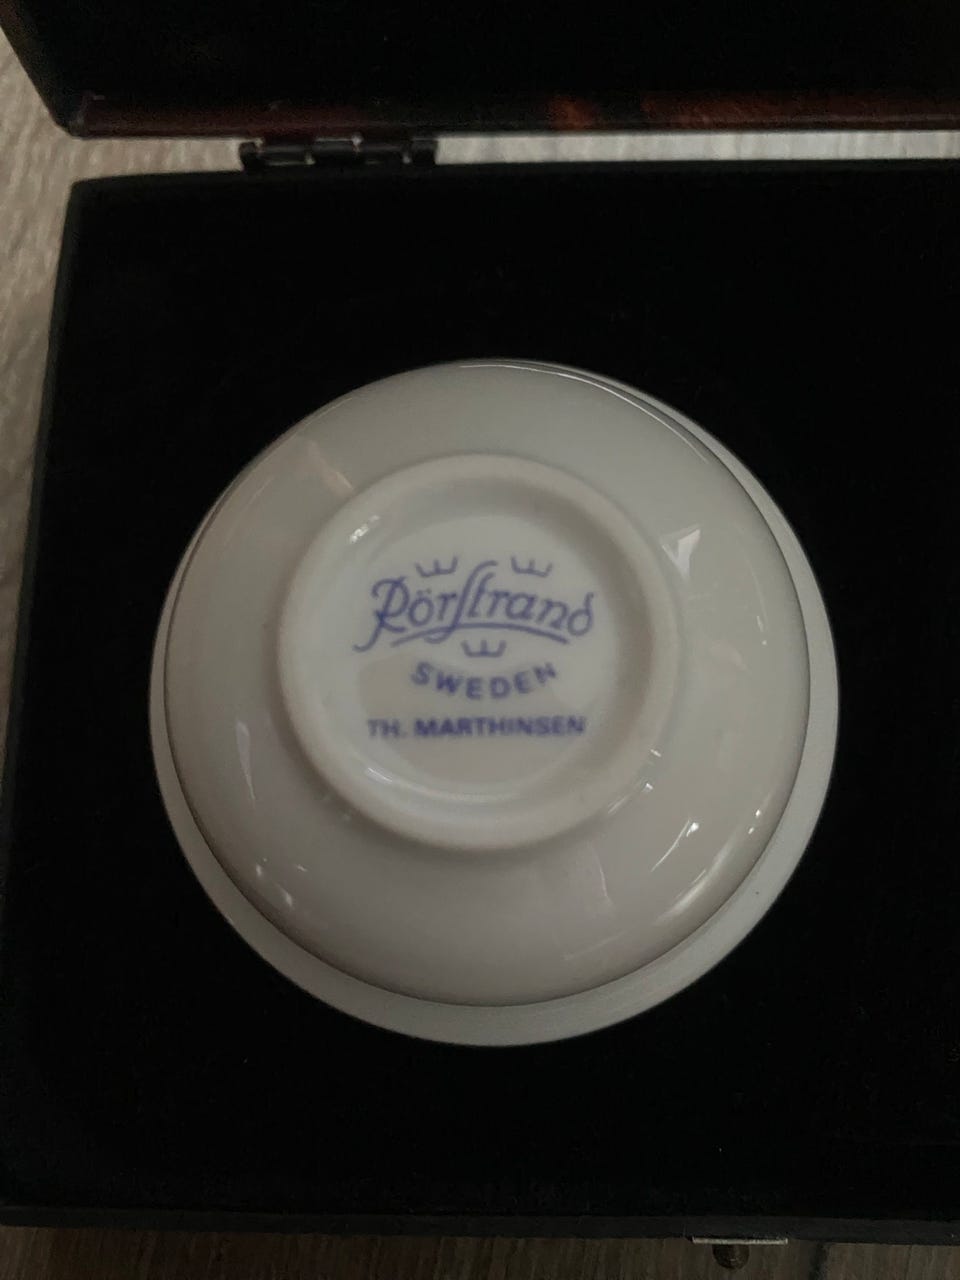 Rörstrand
SWEDEN
TH. MARTHINSEN